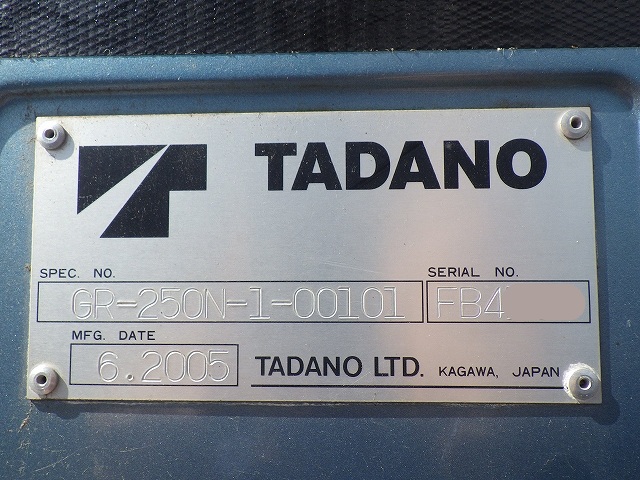 TADANO
SPEC. NO. SERIAL NO.
GR-250N-1-00101 FB4
MFG. DATE
6.2005 TADANO LTD. KAGAWA, JAPAN